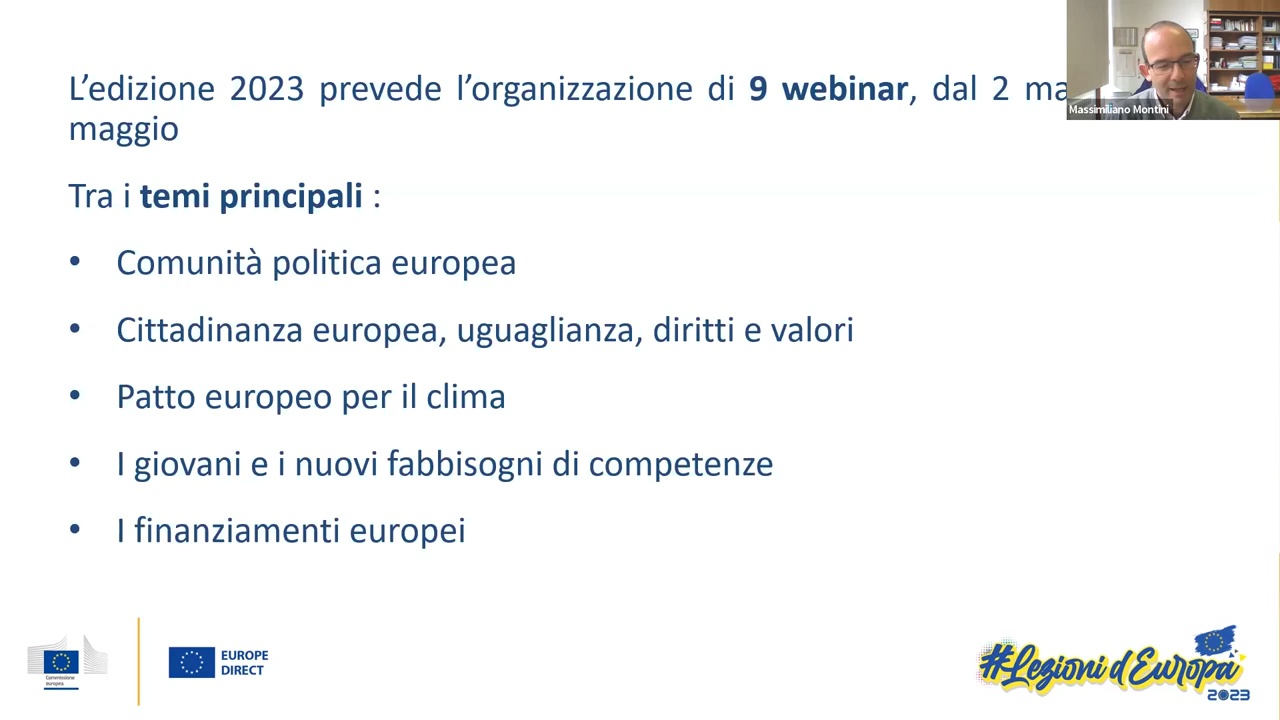 L’edizione 2023 prevede l’organizzazione di 9 webinar, dal 2
maggio
Massimiliano Montini
Tra i temi principali :
• Comunità politica europea
• Cittadinanza europea, uguaglianza, diritti e valori
• Patto europeo per il clima
• I giovani e i nuovi fabbisogni di competenze
• I finanziamenti europei
Commissione
europea
EUROPE
DIRECT
#Lezioni d'Europa
2023